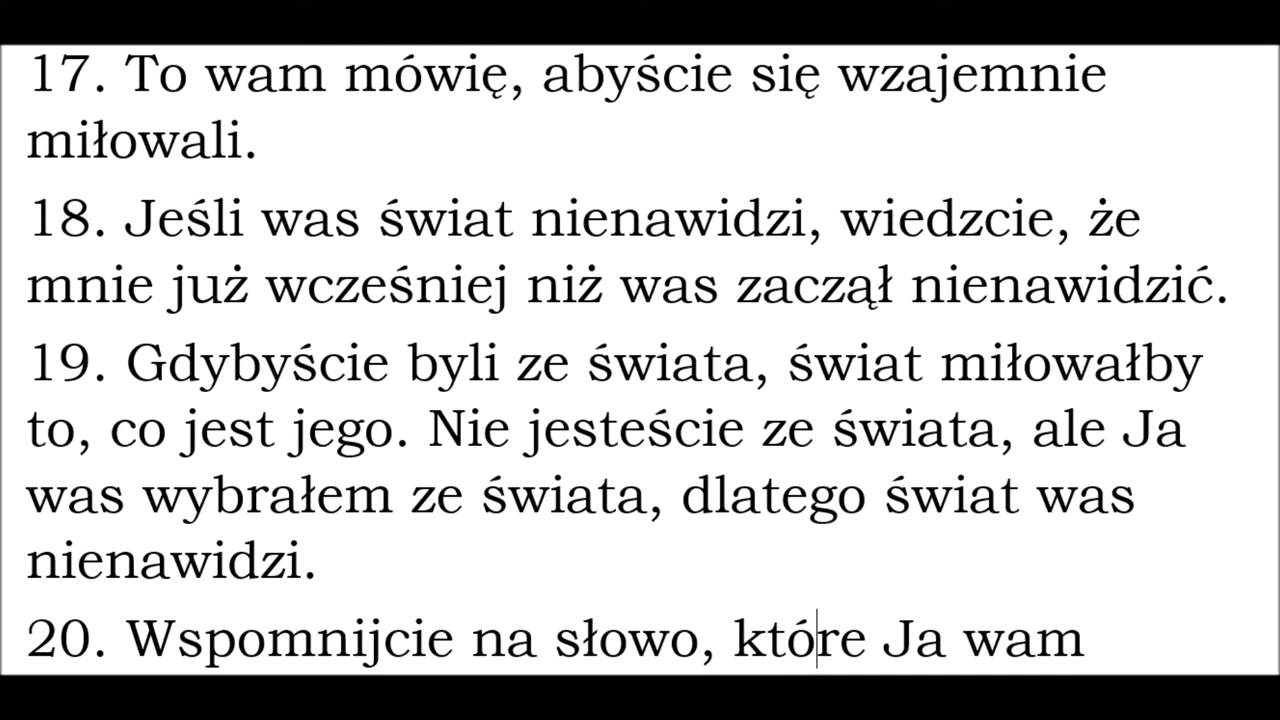 17. To wam mówię, abyście się wzajemnie
miłowali.
18. Jeśli was świat nienawidzi, wiedzcie, że
mnie już wcześniej niż was zaczął nienawidzić.
19. Gdybyście byli ze świata, świat miłowałby
to, co jest jego. Nie jesteście ze świata, ale Ja
was wybrałem ze świata, dlatego świat was
nienawidzi.
20. Wspomnijcie na słowo, które Ja wam